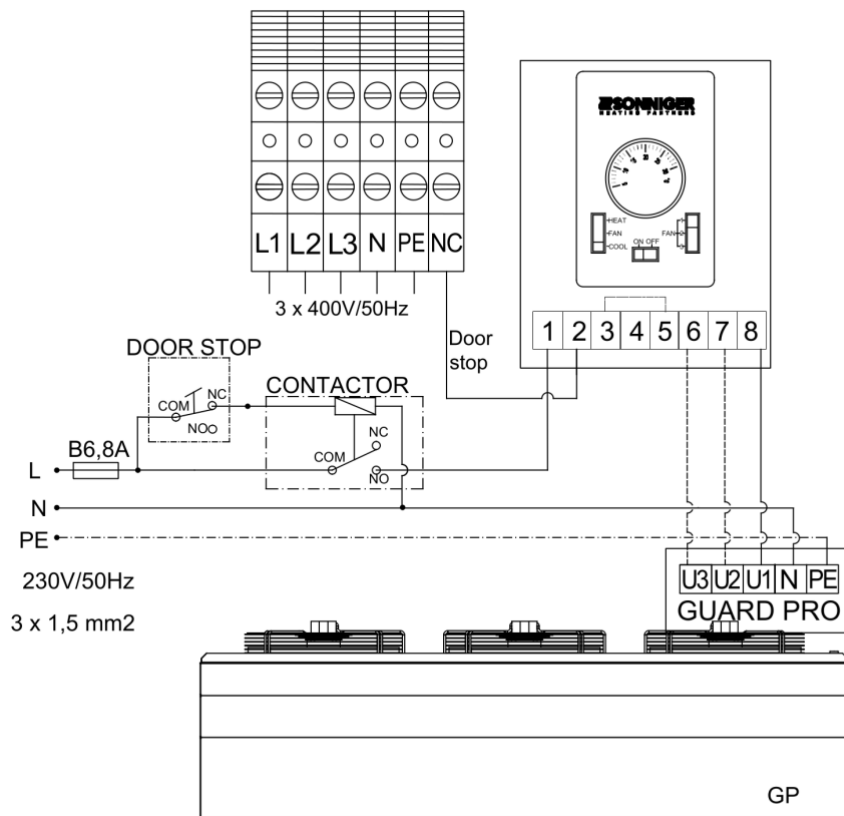 SONNIGER
HEATING PARTNERS
HEAT
FAN
COOL
ON OFF
FAN
L1 L2 L3 N PE NC
3 x 400V/50Hz
Door
stop
1 2 3 4 5 6 7 8
DOOR STOP
COM
NC
NO
CONTACTOR
NC
COM
NO
B6,8A
L
N
PE
230V/50Hz
3 x 1,5 mm2
U3 U2 U1 N PE
GUARD PRO
GP